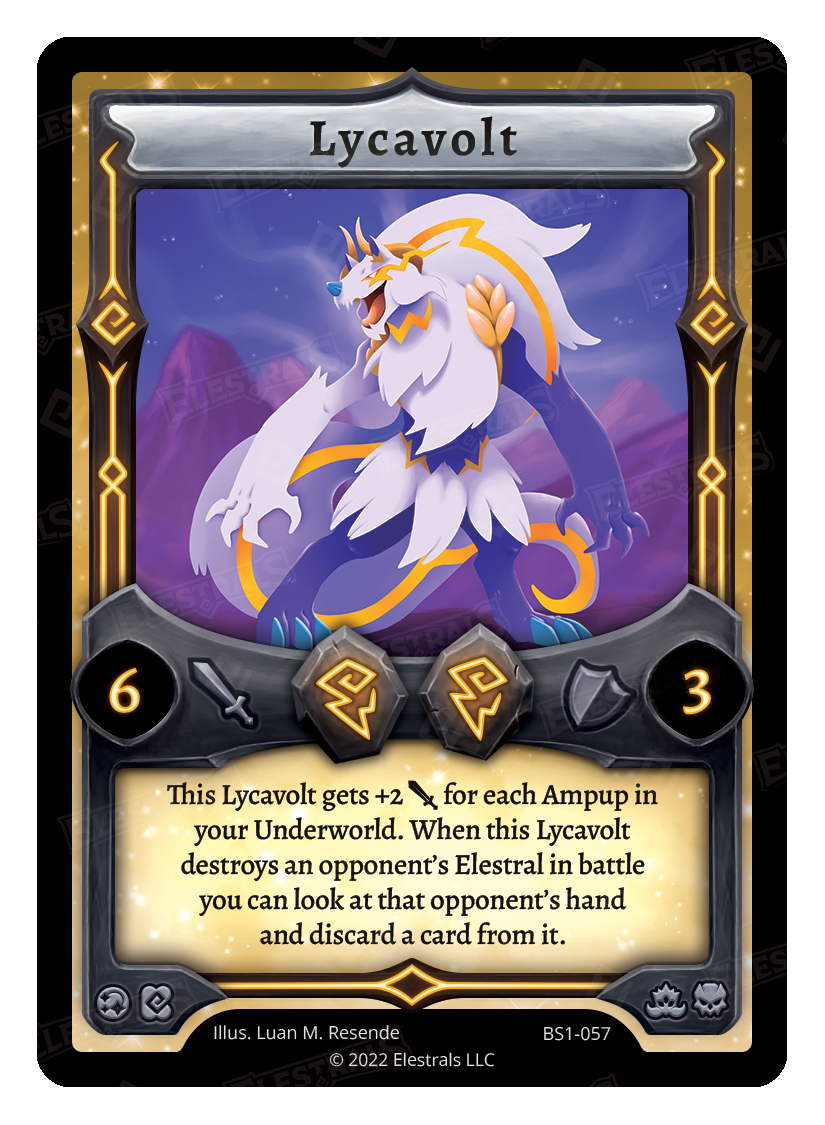 Lycavolt
6
3
This Lycavolt gets +2 for each Ampup in
your Underworld. When this Lycavolt
destroys an opponent's Elestral in battle
you can look at that opponent's hand
and discard a card from it.
Illus. Luan M. Resende
BS1-057
© 2022 Elestrals LLC
ELESTRALS